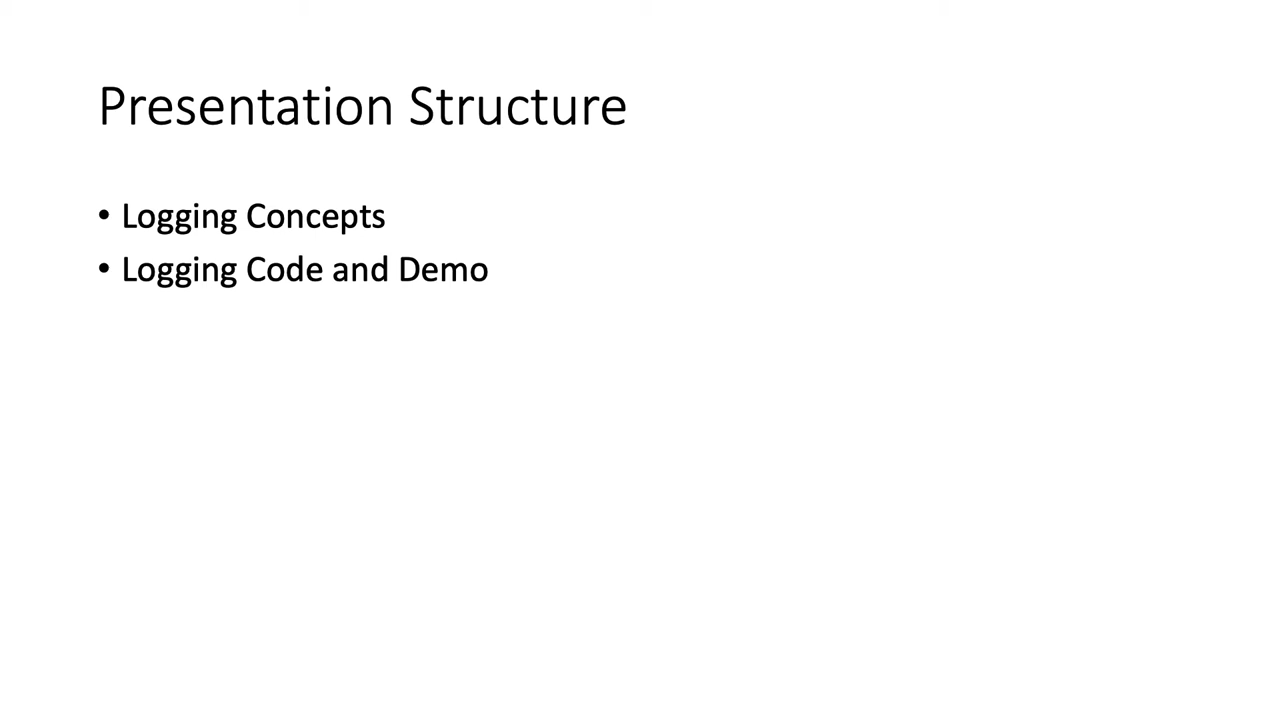 Presentation Structure
• Logging Concepts
• Logging Code and Demo